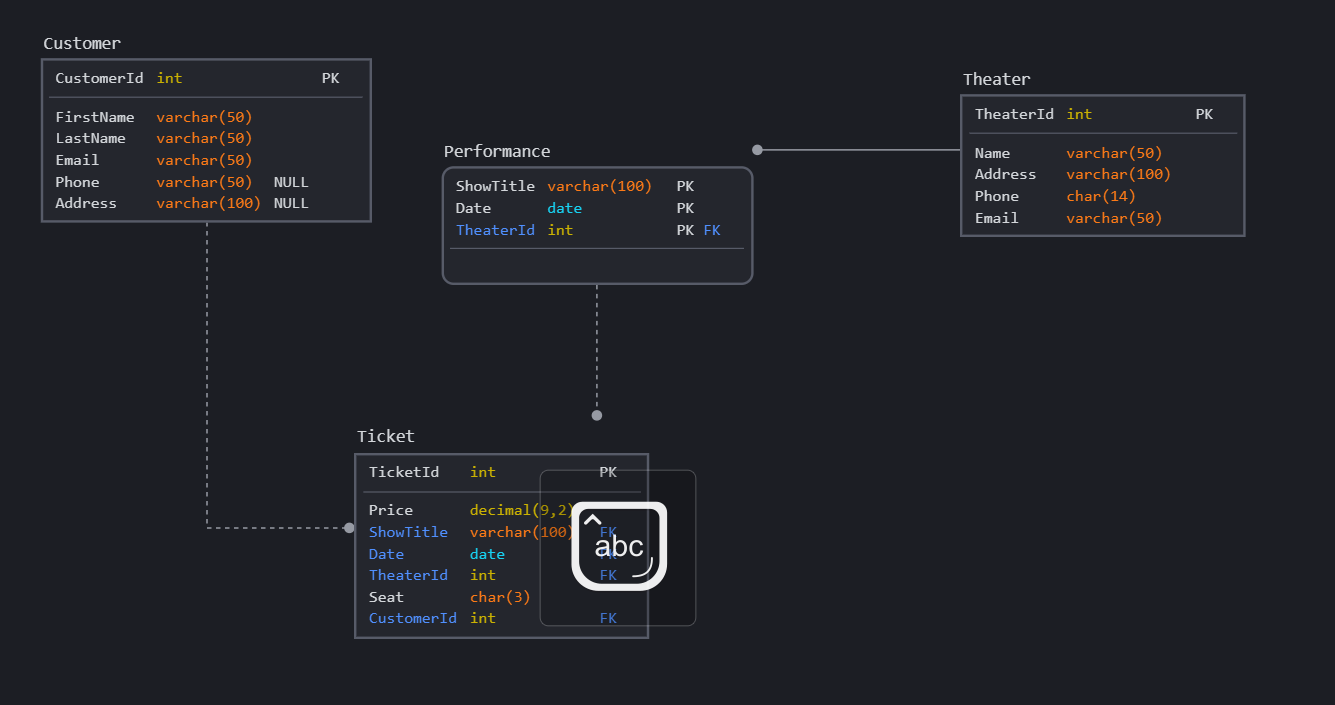 Customer
CustomerId int PK
FirstName varchar(50)
LastName varchar(50)
Email varchar(50)
Phone varchar(50) NULL
Address varchar(100) NULL
Performance
ShowTitle varchar(100) PK
Date date PK
TheaterId int PK FK
Theater
TheaterId int PK
Name varchar(50)
Address varchar(100)
Phone char(14)
Email varchar(50)
Ticket
TicketId int PK
Price decimal(9,2)
ShowTitle varchar(100) FK
Date date FK
TheaterId int FK
Seat char(3)
CustomerId int FK
abc